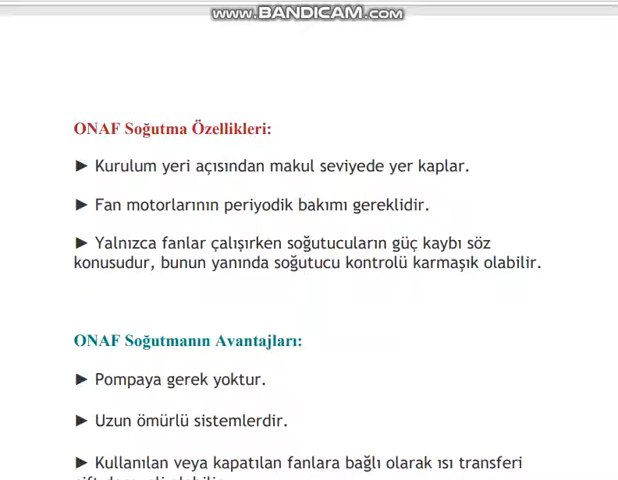 www.BANDICAM.com
ONAF Soğutma Özellikleri:
► Kurulum yeri açısından makul seviyede yer kaplar.
► Fan motorlarının periyodik bakımı gereklidir.
► Yalnızca fanlar çalışırken soğutucuların güç kaybı söz
konusudur, bunun yanında soğutucu kontrolü karmaşık olabilir.
ONAF Soğutmanın Avantajları:
► Pompaya gerek yoktur.
► Uzun ömürlü sistemlerdir.
► Kullanılan veya kapatılan fanlara bağlı olarak ısı transferi